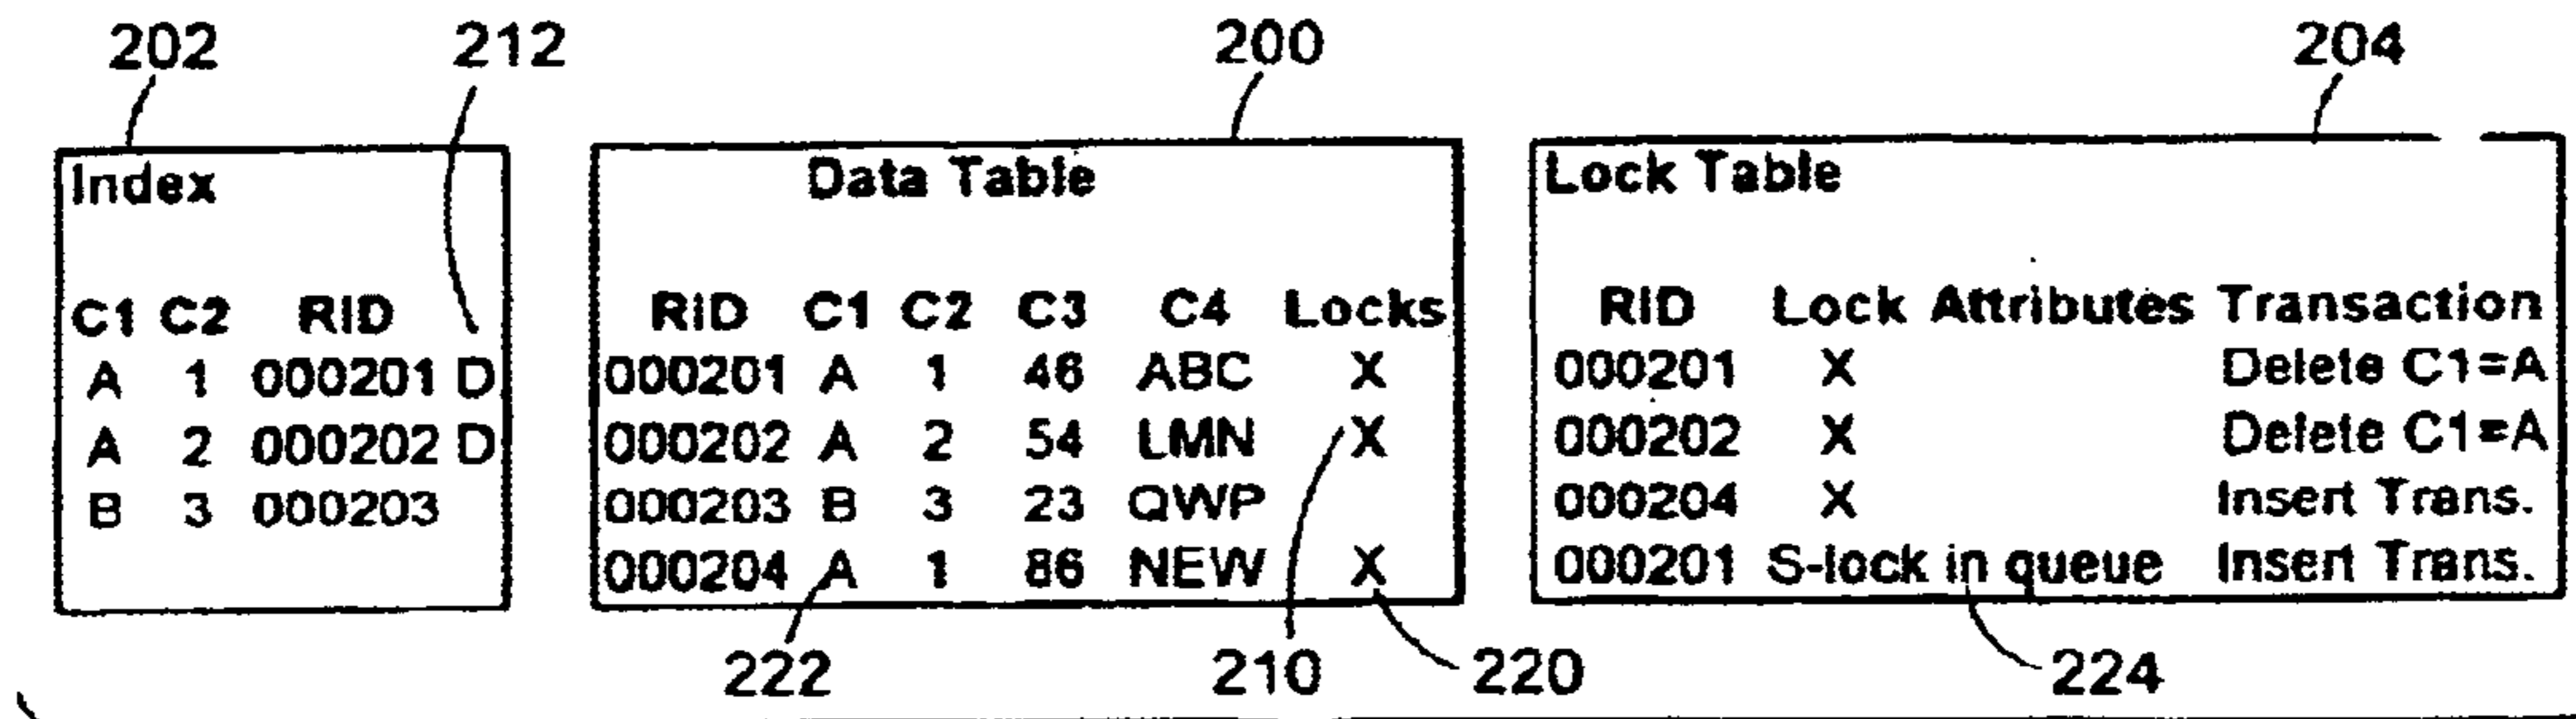 202 212 200 204
Index Data Table Lock Table
C1 C2 RID RID C1 C2 C3 C4 Locks RID Lock Attributes Transaction
A 1 000201 D 000201 A 1 46 ABC X 000201 X Delete C1=A
A 2 000202 D 000202 A 2 54 LMN X 000202 X Delete C1=A
B 3 000203 000203 B 3 23 QWP 000204 X Insert Trans.
000204 A 1 86 NEW X 000201 S-lock in queue Insert Trans.
222 210 220 224